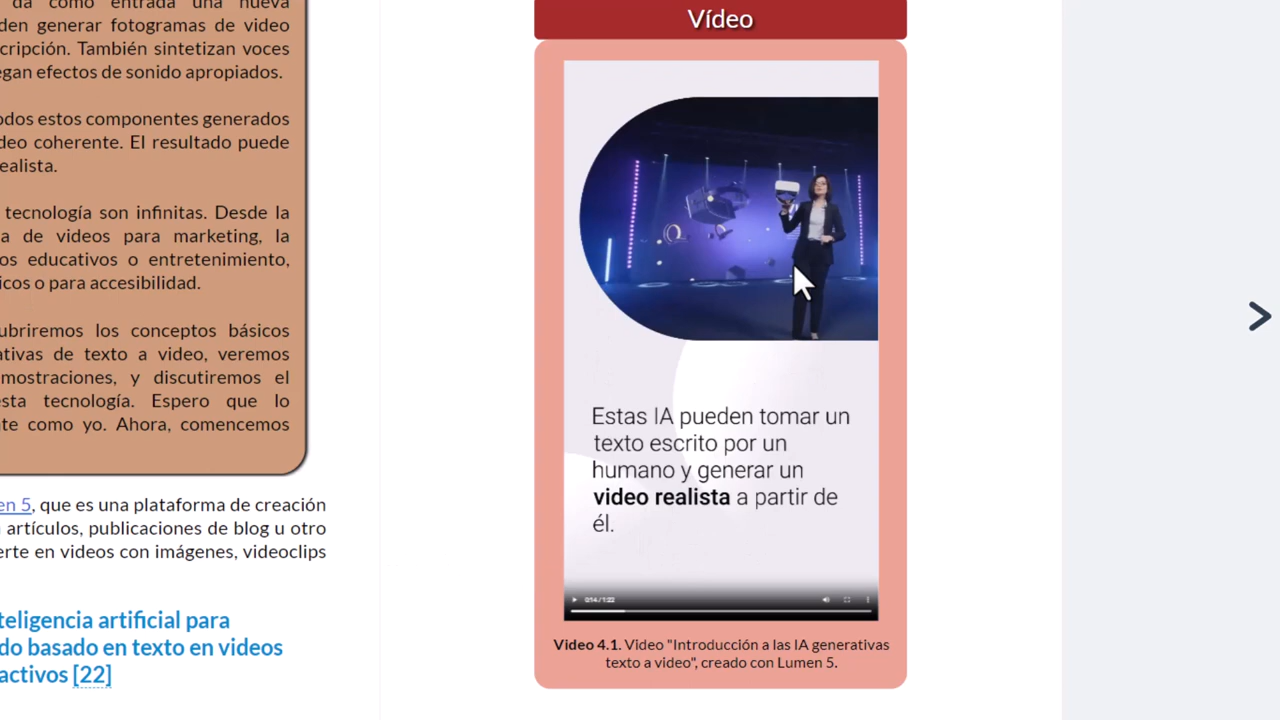 da como entrada una nueva
den generar fotogramas de video
cripción. También sintetizan voces
egan efectos de sonido apropiados.
odos estos componentes generados
deo coherente. El resultado puede
ealista.
tecnología son infinitas. Desde la
a de videos para marketing, la
os educativos o entretenimiento,
icos o para accesibilidad.
ubriremos los conceptos básicos
ativas de texto a video, veremos
mostraciones, y discutiremos el
esta tecnología. Espero que lo
te como yo. Ahora, comencemos
en 5, que es una plataforma de creación
artículos, publicaciones de blog u otro
erte en videos con imágenes, videoclips
teligencia artificial para
do basado en texto en videos
activos [22]
Vídeo
Estas IA pueden tomar un
texto escrito por un
humano y generar un
video realista a partir de
él.
0:14 / 1:22
Video 4.1. Video "Introducción a las IA generativas
texto a video", creado con Lumen 5.